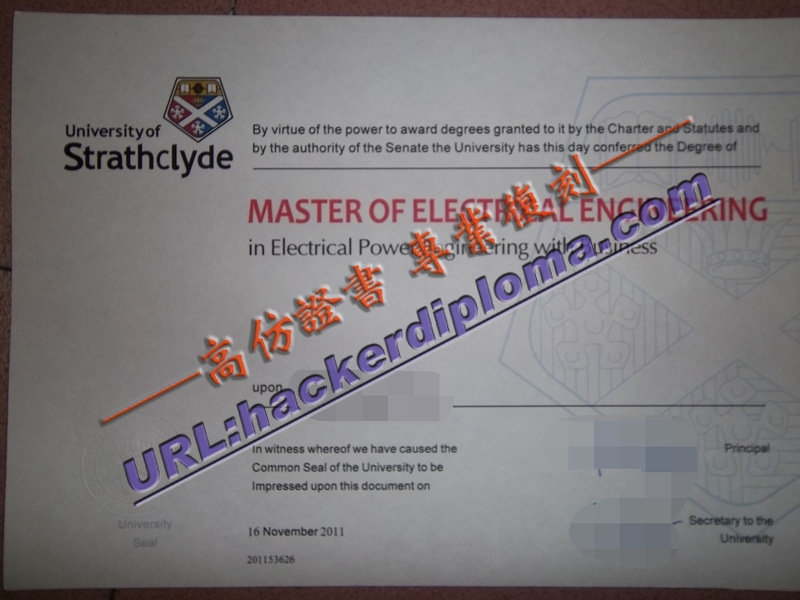 University of
Strathclyde
By virtue of the power to award degrees granted to it by the Charter and Statutes and
by the authority of the Senate the University has this day conferred the Degree of
MASTER OF ELECTRICAL ENGINEERING
in Electrical Power Engineering with Business
——高仿證書 專業復刻——
URL:hackerdiploma.com
upon
In witness whereof we have caused the
Common Seal of the University to be
Impressed upon this document on
Principal
University
Seal
16 November 2011
201153626
Secretary to the
University